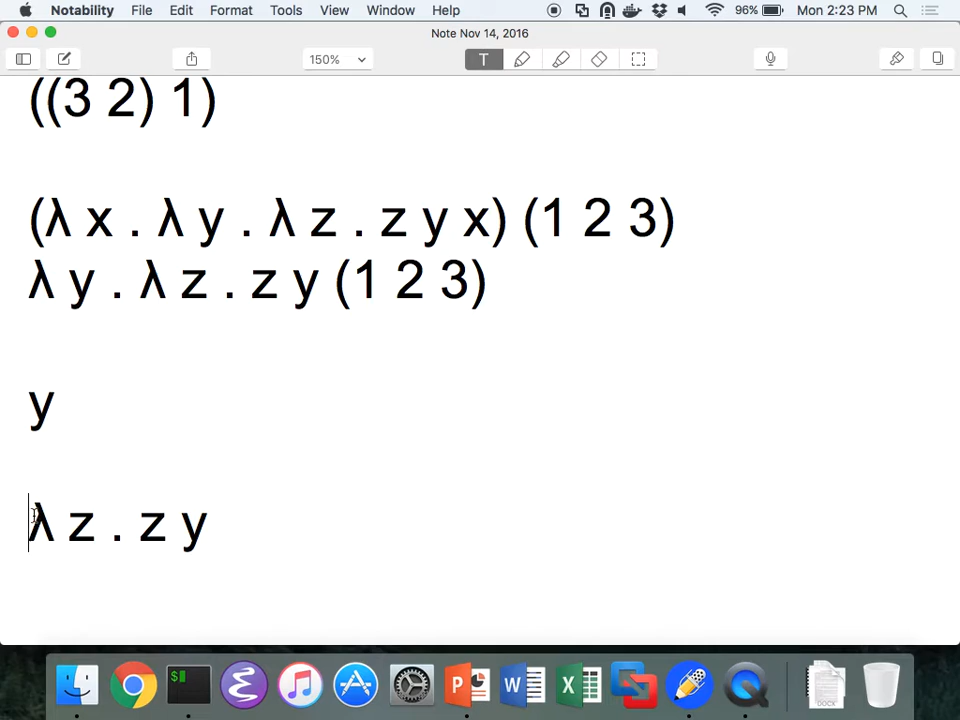 Notability File Edit Format Tools View Window Help 96% Mon 2:23 PM
Note Nov 14, 2016
150% T
((3 2) 1)
(λ x . λ y . λ z . z y x) (1 2 3)
λ y . λ z . z y (1 2 3)
y
λ z . z y
$ P W X DOCX